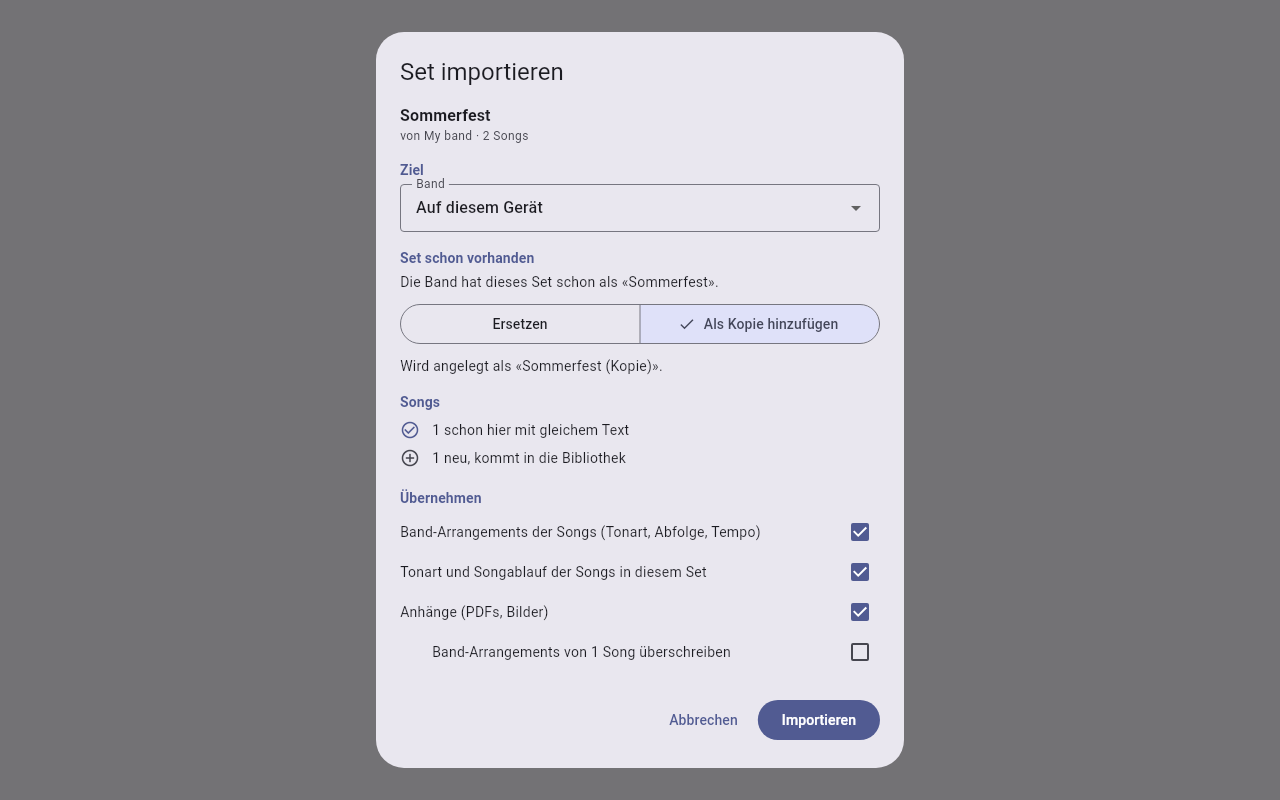 Set importieren
Sommerfest
von My band · 2 Songs
Ziel
Band
Auf diesem Gerät
Set schon vorhanden
Die Band hat dieses Set schon als «Sommerfest».
Ersetzen
Als Kopie hinzufügen
Wird angelegt als «Sommerfest (Kopie)».
Songs
1 schon hier mit gleichem Text
1 neu, kommt in die Bibliothek
Übernehmen
Band-Arrangements der Songs (Tonart, Abfolge, Tempo)
Tonart und Songablauf der Songs in diesem Set
Anhänge (PDFs, Bilder)
Band-Arrangements von 1 Song überschreiben
Abbrechen
Importieren